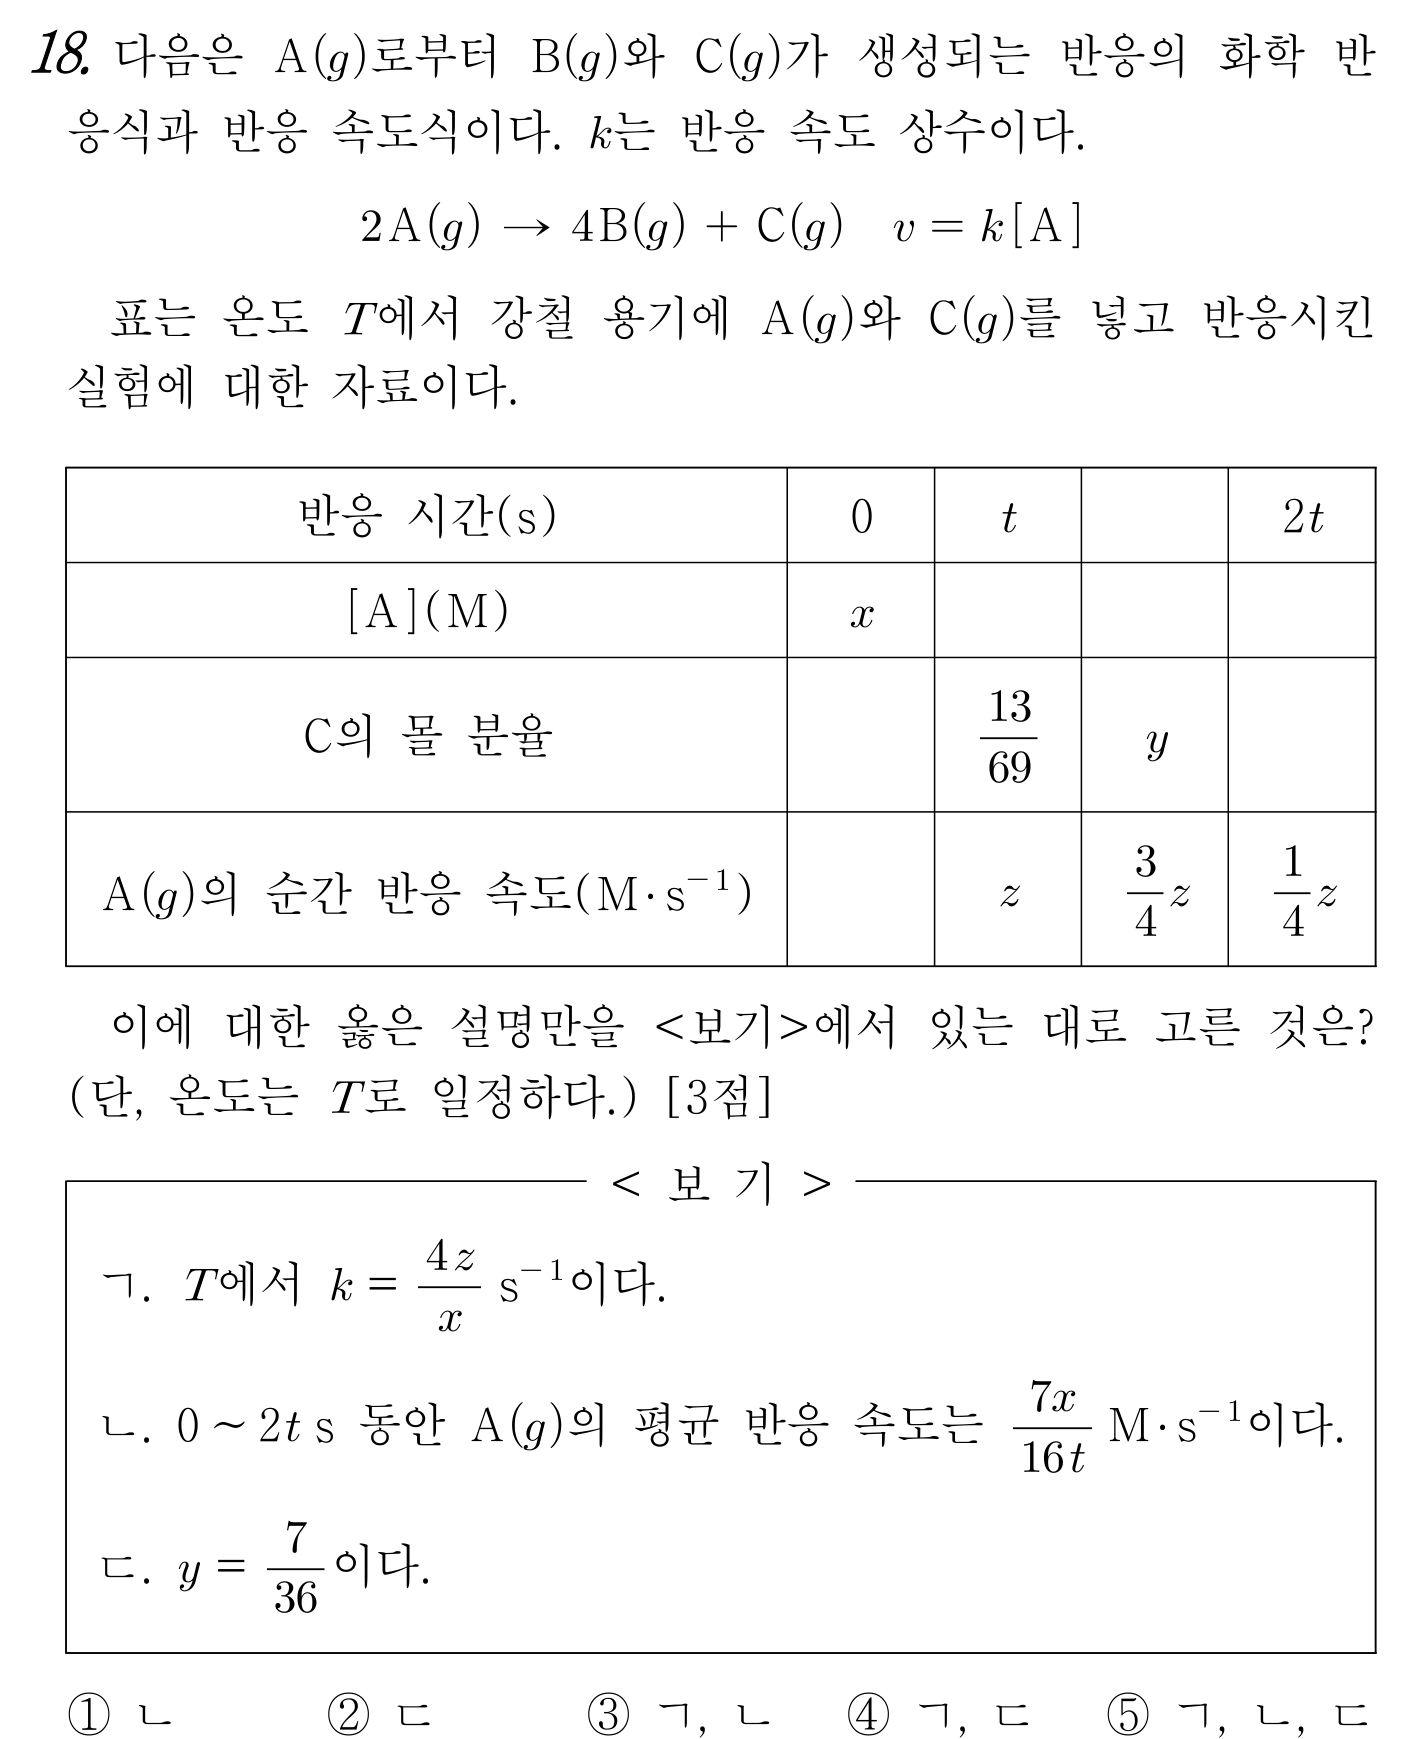 18. 다음은 A(g)로부터 B(g)와 C(g)가 생성되는 반응의 화학 반
응식과 반응 속도식이다. k는 반응 속도 상수이다.
2A(g) → 4B(g) + C(g) v = k[A]
표는 온도 T에서 강철 용기에 A(g)와 C(g)를 넣고 반응시킨
실험에 대한 자료이다.
반응 시간(s) 0 t 2t
[A](M) x
C의 몰 분율 13/69 y
A(g)의 순간 반응 속도(M·s⁻¹) z 3/4 z 1/4 z
이에 대한 옳은 설명만을 <보기>에서 있는 대로 고른 것은?
(단, 온도는 T로 일정하다.) [3점]
< 보 기 >
ㄱ. T에서 k = 4z/x s⁻¹이다.
ㄴ. 0 ~ 2t s 동안 A(g)의 평균 반응 속도는 7x/16t M·s⁻¹이다.
ㄷ. y = 7/36 이다.
① ㄴ ② ㄷ ③ ㄱ, ㄴ ④ ㄱ, ㄷ ⑤ ㄱ, ㄴ, ㄷ